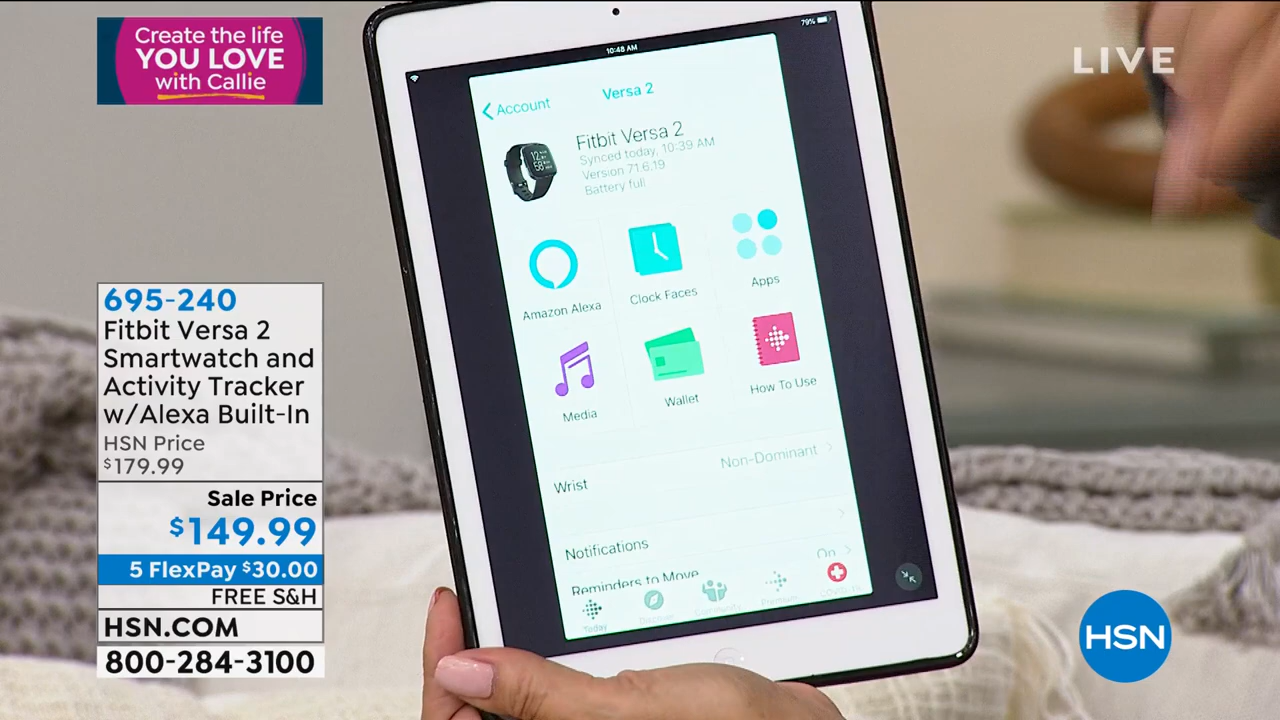 Create the life
YOU LOVE
with Callie
LIVE
695-240
Fitbit Versa 2
Smartwatch and
Activity Tracker
w/Alexa Built-In
HSN Price
$179.99
Sale Price
$149.99
5 FlexPay $30.00
FREE S&H
HSN.COM
800-284-3100
10:48 AM
79%
Account
Versa 2
Fitbit Versa 2
Synced today, 10:39 AM
Version 71.6.19
Battery full
Amazon Alexa
Clock Faces
Apps
Media
Wallet
How To Use
Wrist
Non-Dominant
Notifications
Reminders to Move
On
Today
Discover
Community
Premium
HSN